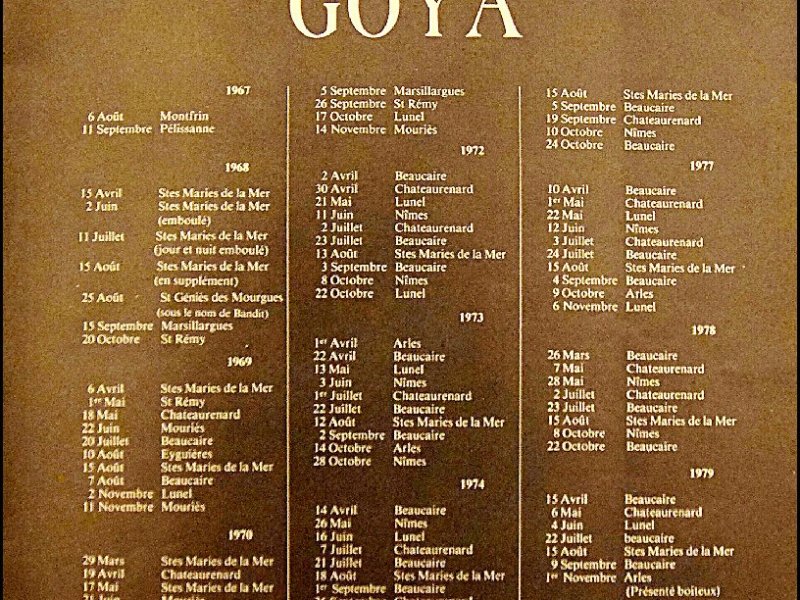 GOYA
1967
6 Août Montfrin
11 Septembre Pélissanne
1968
15 Avril Stes Maries de la Mer
2 Juin Stes Maries de la Mer
(emboulé)
11 Juillet Stes Maries de la Mer
(jour et nuit emboulé)
15 Août Stes Maries de la Mer
(en supplément)
25 Août St Géniès des Mourgues
(sous le nom de Bandit)
15 Septembre Marsillargues
20 Octobre St Rémy
1969
6 Avril Stes Maries de la Mer
1er Mai St Rémy
18 Mai Chateaurenard
22 Juin Mouriès
20 Juillet Beaucaire
10 Août Eyguières
15 Août Stes Maries de la Mer
7 Août Beaucaire
2 Novembre Lunel
11 Novembre Mouriès
1970
29 Mars Stes Maries de la Mer
19 Avril Chateaurenard
17 Mai Stes Maries de la Mer
21 Juin Mouriès
5 Septembre Marsillargues
26 Septembre St Rémy
17 Octobre Lunel
14 Novembre Mouriès
1972
2 Avril Beaucaire
30 Avril Chateaurenard
21 Mai Lunel
11 Juin Nîmes
2 Juillet Chateaurenard
23 Juillet Beaucaire
13 Août Stes Maries de la Mer
3 Septembre Beaucaire
8 Octobre Nîmes
22 Octobre Lunel
1973
1er Avril Arles
22 Avril Beaucaire
13 Mai Lunel
3 Juin Nîmes
1er Juillet Chateaurenard
22 Juillet Beaucaire
12 Août Stes Maries de la Mer
2 Septembre Beaucaire
14 Octobre Arles
28 Octobre Nîmes
1974
14 Avril Beaucaire
26 Mai Nîmes
16 Juin Lunel
7 Juillet Chateaurenard
21 Juillet Beaucaire
18 Août Stes Maries de la Mer
1er Septembre Beaucaire
Septembre Chateaurenard
15 Août Stes Maries de la Mer
5 Septembre Beaucaire
19 Septembre Chateaurenard
10 Octobre Nîmes
24 Octobre Beaucaire
1977
10 Avril Beaucaire
1er Mai Chateaurenard
22 Mai Lunel
12 Juin Nîmes
3 Juillet Chateaurenard
24 Juillet Beaucaire
15 Août Stes Maries de la Mer
4 Septembre Beaucaire
9 Octobre Arles
6 Novembre Lunel
1978
26 Mars Beaucaire
7 Mai Chateaurenard
28 Mai Nîmes
2 Juillet Chateaurenard
23 Juillet Beaucaire
15 Août Stes Maries de la Mer
8 Octobre Nîmes
22 Octobre Beaucaire
1979
15 Avril Beaucaire
6 Mai Chateaurenard
4 Juin Lunel
22 Juillet beaucaire
15 Août Stes Maries de la Mer
9 Septembre Beaucaire
1er Novembre Arles
(Présenté boiteux)